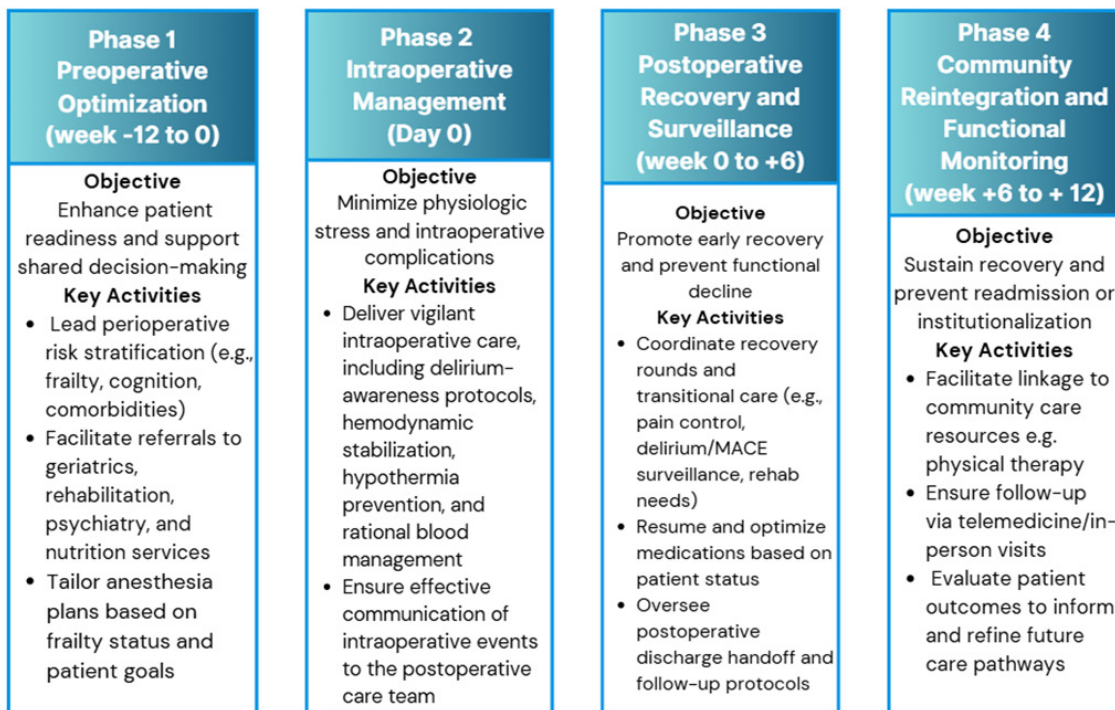 Phase 1
Preoperative
Optimization
(week -12 to 0)
Objective
Enhance patient
readiness and support
shared decision-making
Key Activities
• Lead perioperative
risk stratification (e.g.,
frailty, cognition,
comorbidities)
• Facilitate referrals to
geriatrics,
rehabilitation,
psychiatry, and
nutrition services
• Tailor anesthesia
plans based on
frailty status and
patient goals
Phase 2
Intraoperative
Management
(Day 0)
Objective
Minimize physiologic
stress and intraoperative
complications
Key Activities
• Deliver vigilant
intraoperative care,
including delirium-
awareness protocols,
hemodynamic
stabilization,
hypothermia
prevention, and
rational blood
management
• Ensure effective
communication of
intraoperative events
to the postoperative
care team
Phase 3
Postoperative
Recovery and
Surveillance
(week 0 to +6)
Objective
Promote early recovery
and prevent functional
decline
Key Activities
• Coordinate recovery
rounds and
transitional care (e.g.,
pain control,
delirium/MACE
surveillance, rehab
needs)
• Resume and optimize
medications based on
patient status
• Oversee
postoperative
discharge handoff and
follow-up protocols
Phase 4
Community
Reintegration and
Functional
Monitoring
(week +6 to + 12)
Objective
Sustain recovery and
prevent readmission or
institutionalization
Key Activities
• Facilitate linkage to
community care
resources e.g.
physical therapy
• Ensure follow-up
via telemedicine/in-
person visits
• Evaluate patient
outcomes to inform
and refine future
care pathways